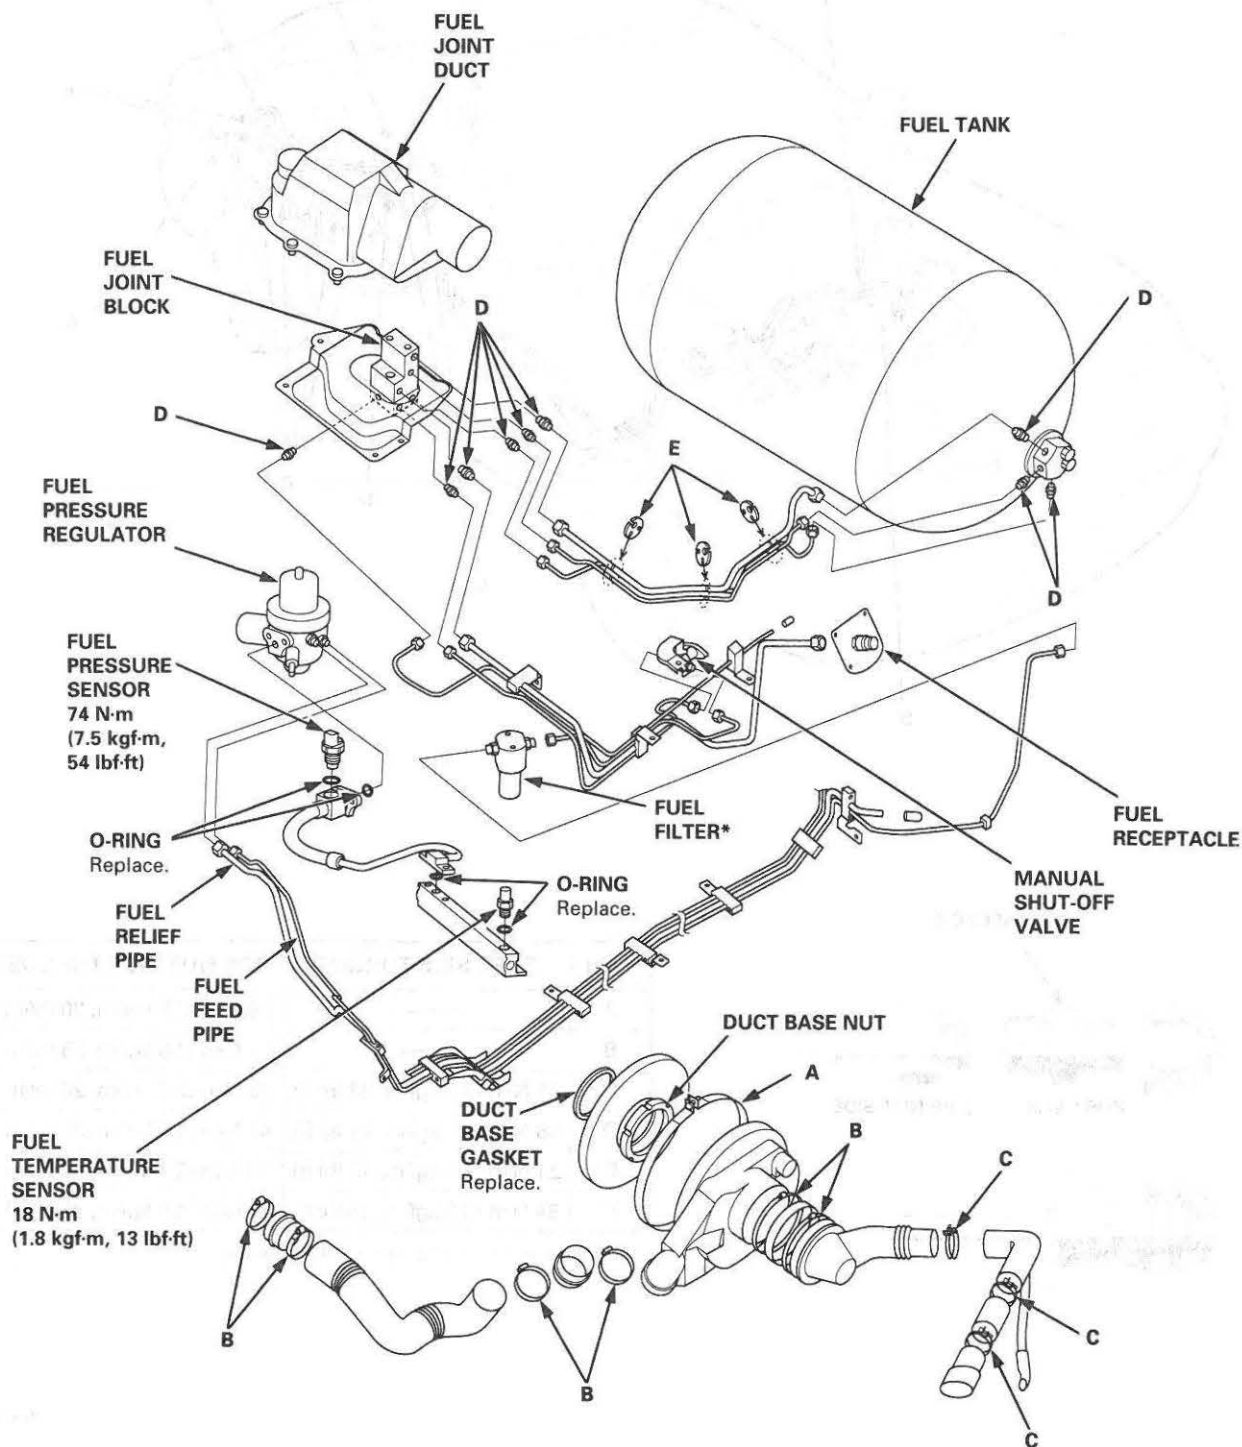 FUEL
JOINT
DUCT
FUEL TANK
FUEL
JOINT
BLOCK
D
D
D
E
FUEL
PRESSURE
REGULATOR
D
FUEL
PRESSURE
SENSOR
74 N·m
(7.5 kgf·m,
54 lbf·ft)
FUEL
FILTER*
FUEL
RECEPTACLE
O-RING
Replace.
O-RING
Replace.
MANUAL
SHUT-OFF
VALVE
FUEL
RELIEF
PIPE
FUEL
FEED
PIPE
DUCT BASE NUT
A
DUCT
BASE
GASKET
Replace.
B
FUEL
TEMPERATURE
SENSOR
18 N·m
(1.8 kgf·m, 13 lbf·ft)
C
B
C
B
C